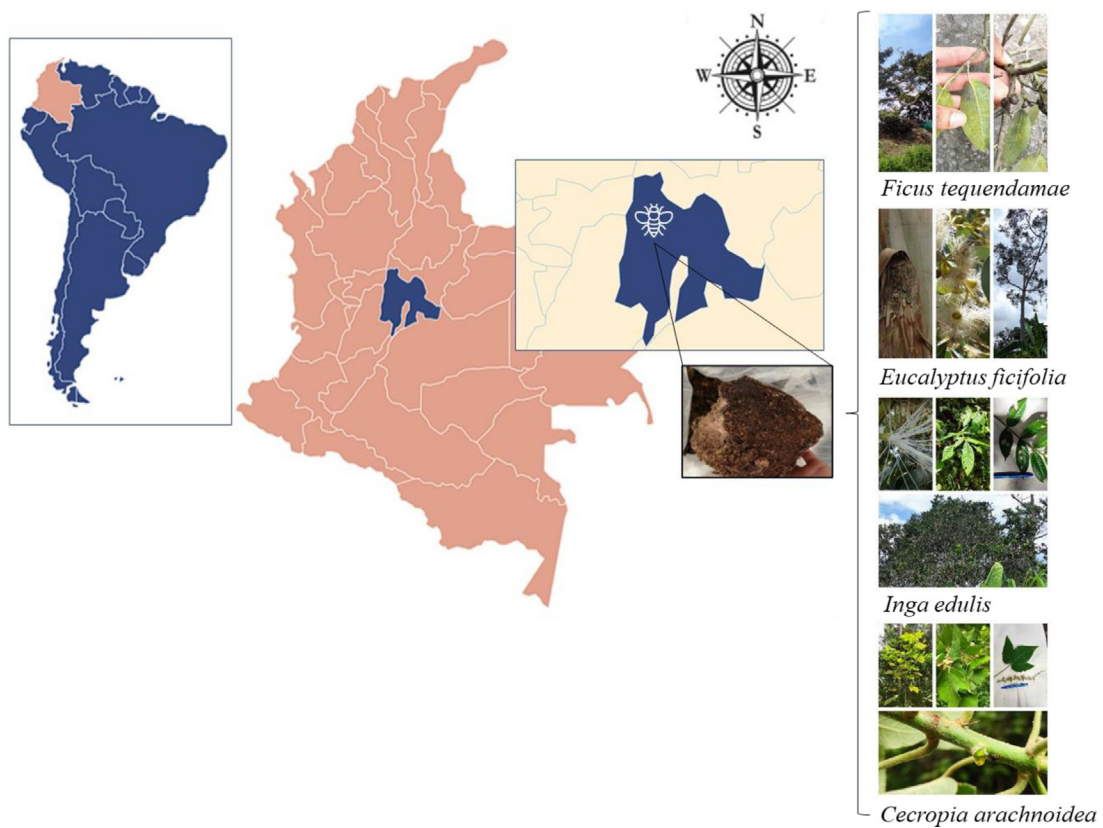 N
W
E
S
Ficus tequendamae
Eucalyptus ficifolia
Inga edulis
Cecropia arachnoidea